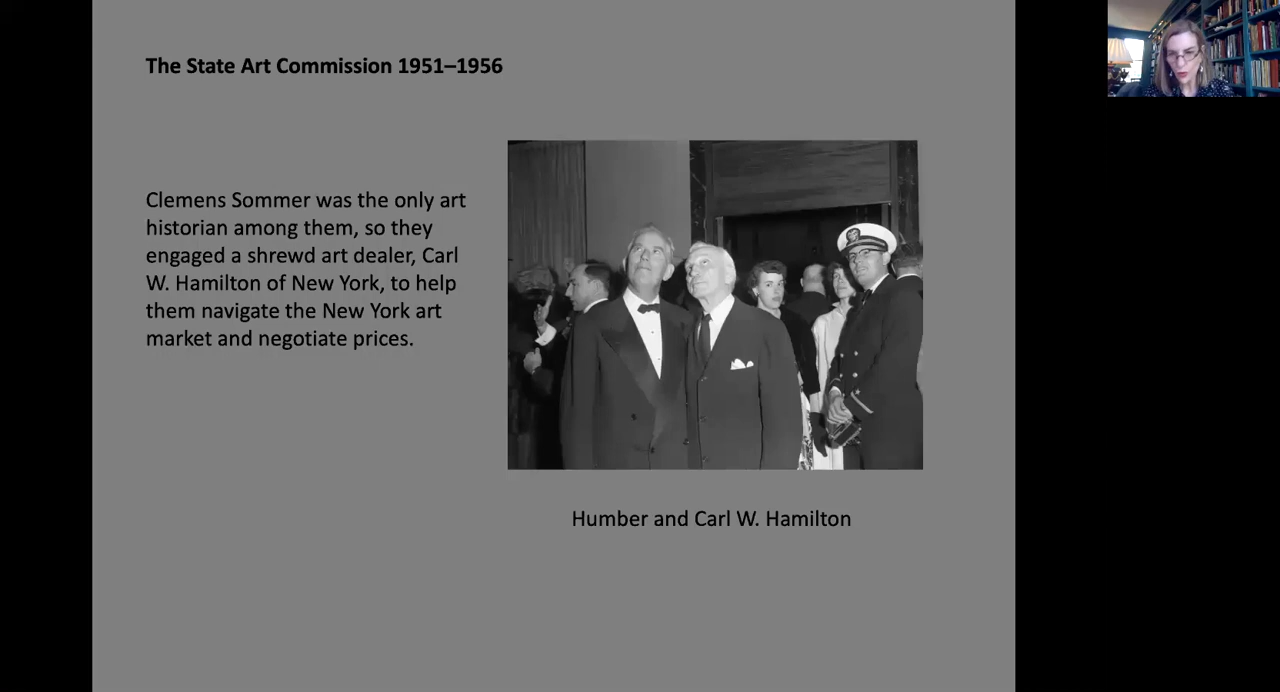 The State Art Commission 1951–1956
Clemens Sommer was the only art
historian among them, so they
engaged a shrewd art dealer, Carl
W. Hamilton of New York, to help
them navigate the New York art
market and negotiate prices.
Humber and Carl W. Hamilton